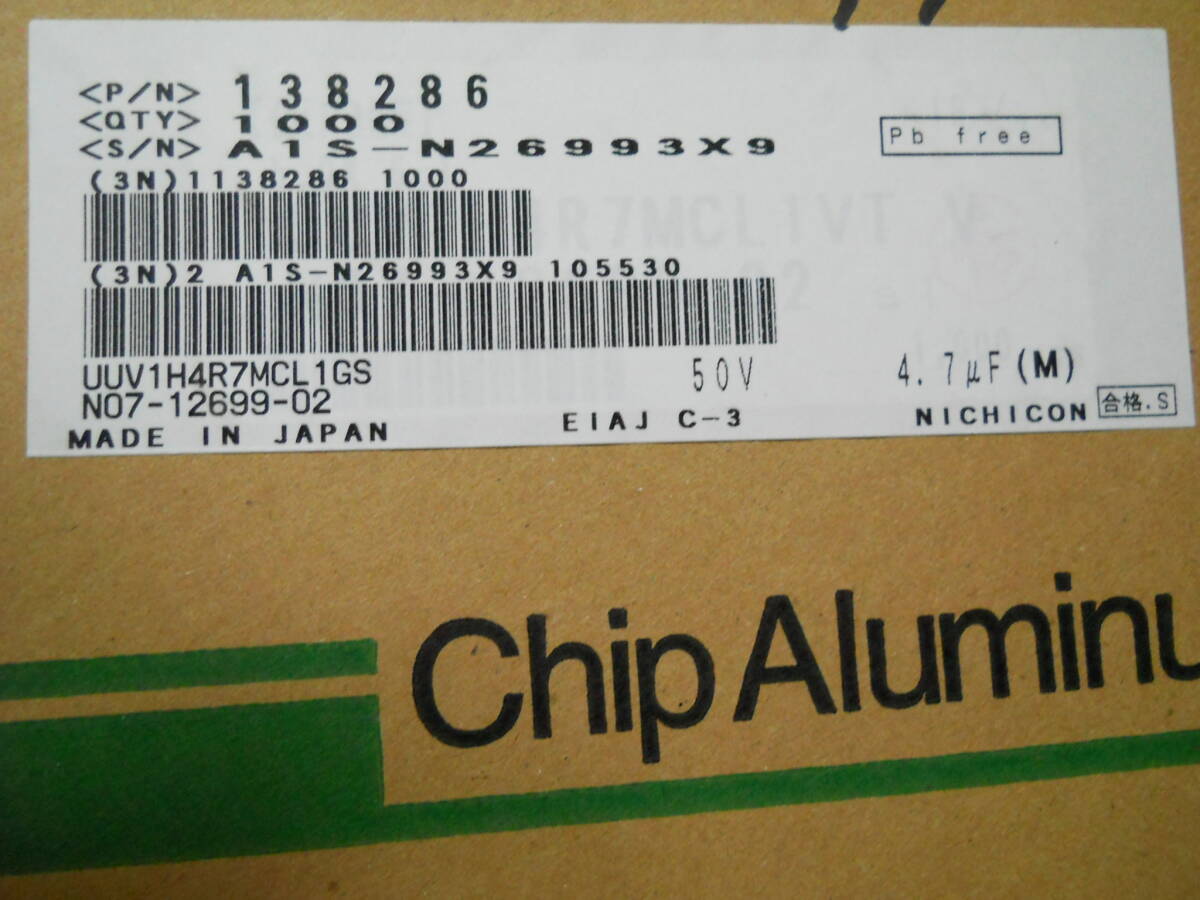 <P/N> 138286
<QTY> 1000
<S/N> A1S-N26993X9
Pb free
(3N)1138286 1000
(3N)2 A1S-N26993X9 105530
UUV1H4R7MCL1GS 50V 4.7μF (M)
N07-12699-02
MADE IN JAPAN EIAJ C-3 NICHICON 合格.S
Chip Aluminu